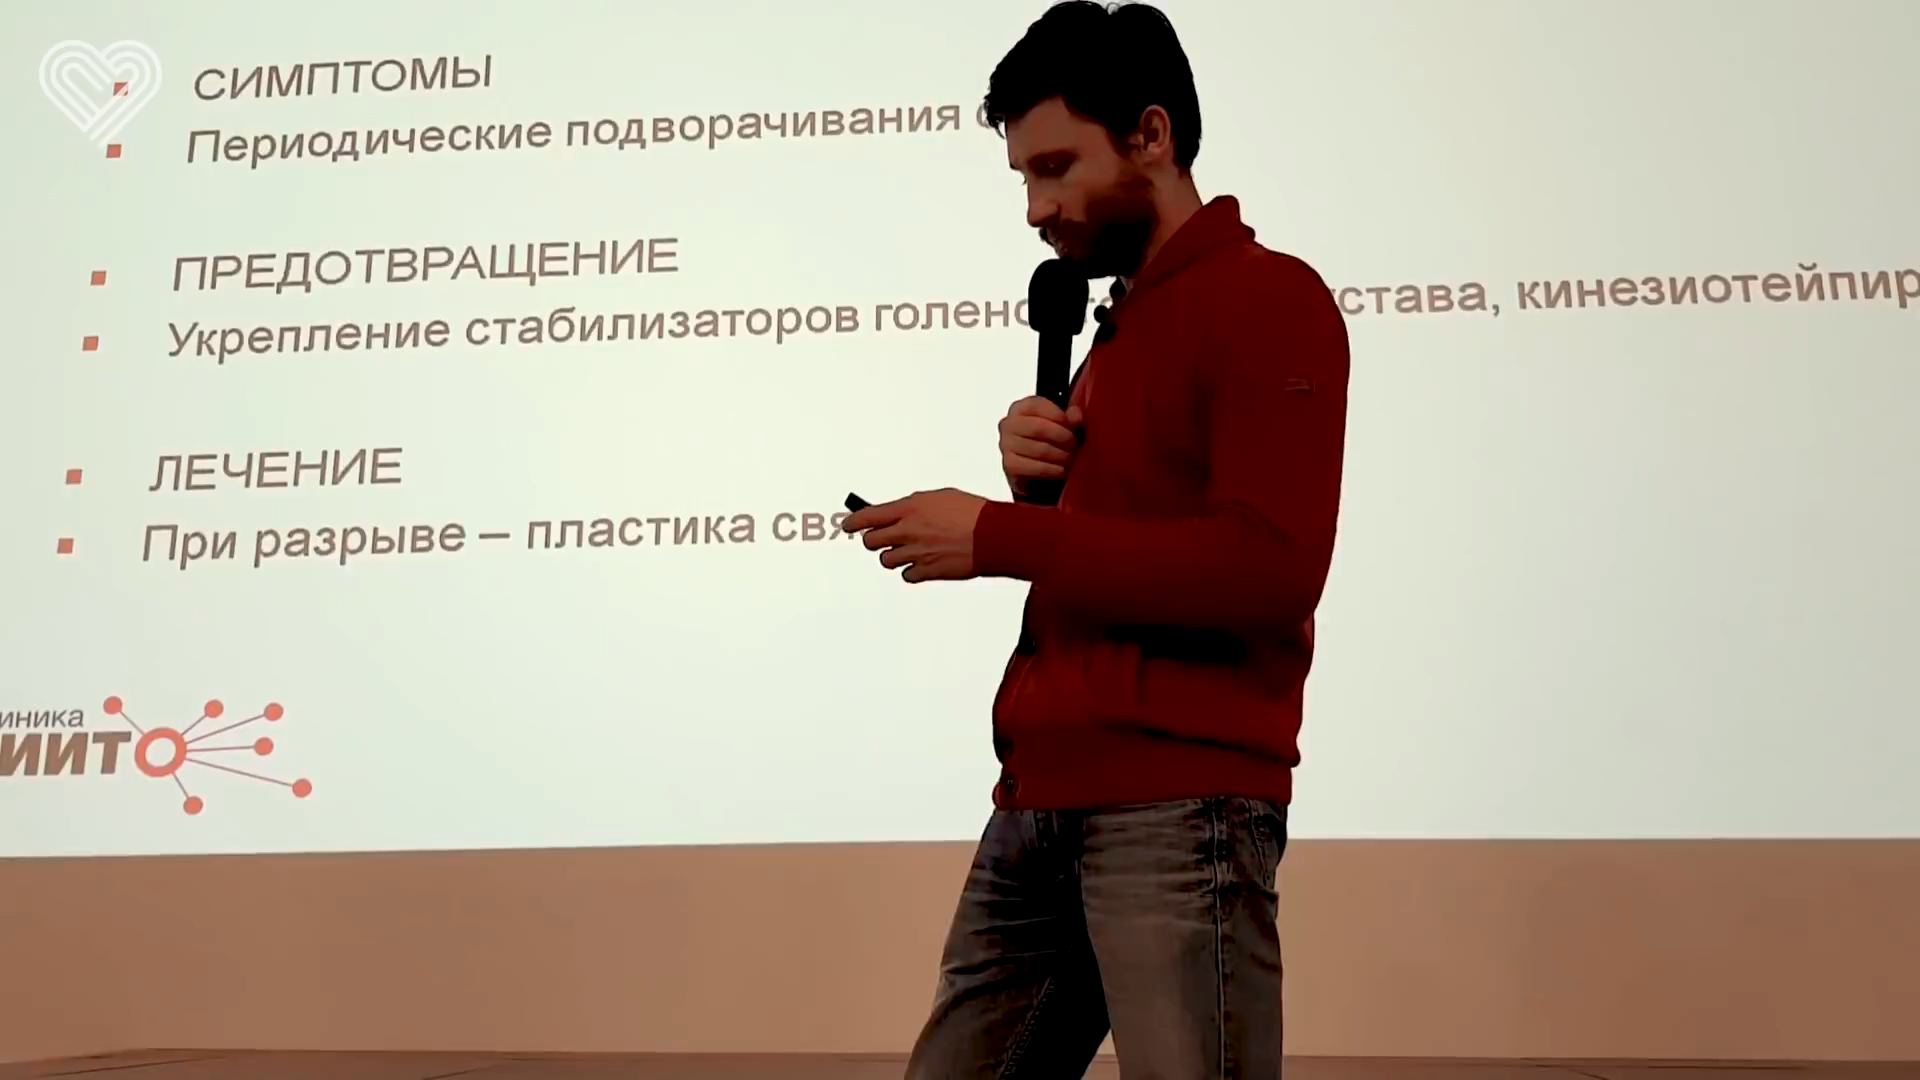 СИМПТОМЫ
Периодические подворачивания
ПРЕДОТВРАЩЕНИЕ
Укрепление стабилизаторов голено става, кинезиотейпир
ЛЕЧЕНИЕ
При разрыве – пластика свя
иника
ИИТО